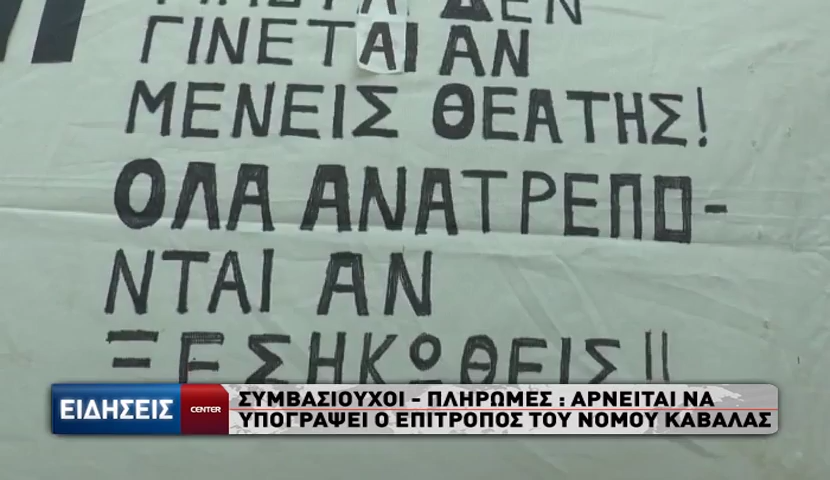 ΔΕΝ
ΓΙΝΕΤΑΙ ΑΝ
ΜΕΝΕΙΣ ΘΕΑΤΗΣ!
ΟΛΑ ΑΝΑΤΡΕΠΟ-
ΝΤΑΙ ΑΝ
ΞΕΣΗΚΩΘΕΙΣ!!
ΕΙΔΗΣΕΙΣ CENTER
ΣΥΜΒΑΣΙΟΥΧΟΙ - ΠΛΗΡΩΜΕΣ : ΑΡΝΕΙΤΑΙ ΝΑ
ΥΠΟΓΡΑΨΕΙ Ο ΕΠΙΤΡΟΠΟΣ ΤΟΥ ΝΟΜΟΥ ΚΑΒΑΛΑΣ